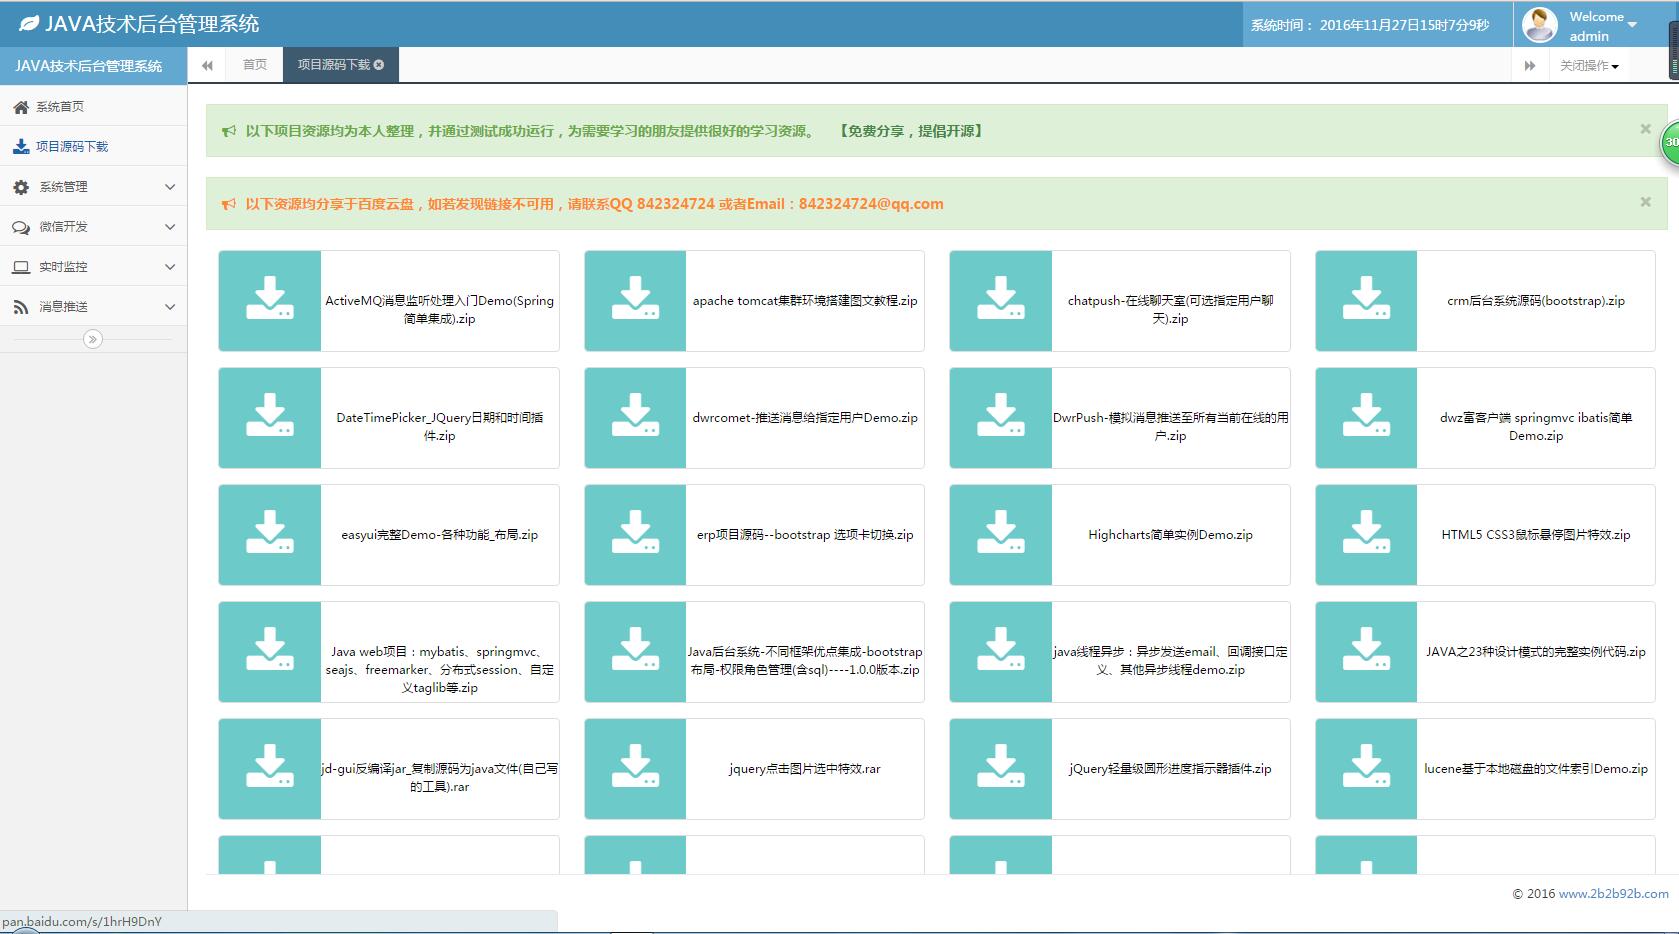 JAVA技术后台管理系统
系统时间： 2016年11月27日15时7分9秒
Welcome
admin
JAVA技术后台管理系统
首页
项目源码下载
关闭操作
系统首页
项目源码下载
系统管理
微信开发
实时监控
消息推送
以下项目资源均为本人整理，并通过测试成功运行，为需要学习的朋友提供很好的学习资源。 【免费分享，提倡开源】
30
以下资源均分享于百度云盘，如若发现链接不可用，请联系QQ 842324724 或者Email：842324724@qq.com
ActiveMQ消息监听处理入门Demo(Spring
简单集成).zip
apache tomcat集群环境搭建图文教程.zip
chatpush-在线聊天室(可选指定用户聊
天).zip
crm后台系统源码(bootstrap).zip
DateTimePicker_JQuery日期和时间插
件.zip
dwrcomet-推送消息给指定用户Demo.zip
DwrPush-模拟消息推送至所有当前在线的用
户.zip
dwz富客户端 springmvc ibatis简单
Demo.zip
easyui完整Demo-各种功能_布局.zip
erp项目源码--bootstrap 选项卡切换.zip
Highcharts简单实例Demo.zip
HTML5 CSS3鼠标悬停图片特效.zip
Java web项目：mybatis、springmvc、
seajs、freemarker、分布式session、自定
义taglib等.zip
Java后台系统-不同框架优点集成-bootstrap
布局-权限角色管理(含sql)----1.0.0版本.zip
java线程异步：异步发送email、回调接口定
义、其他异步线程demo.zip
JAVA之23种设计模式的完整实例代码.zip
jd-gui反编译jar_复制源码为java文件(自己写
的工具).rar
jquery点击图片选中特效.rar
jQuery轻量级圆形进度指示器插件.zip
lucene基于本地磁盘的文件索引Demo.zip
© 2016 www.2b2b92b.com
pan.baidu.com/s/1hrH9DnY